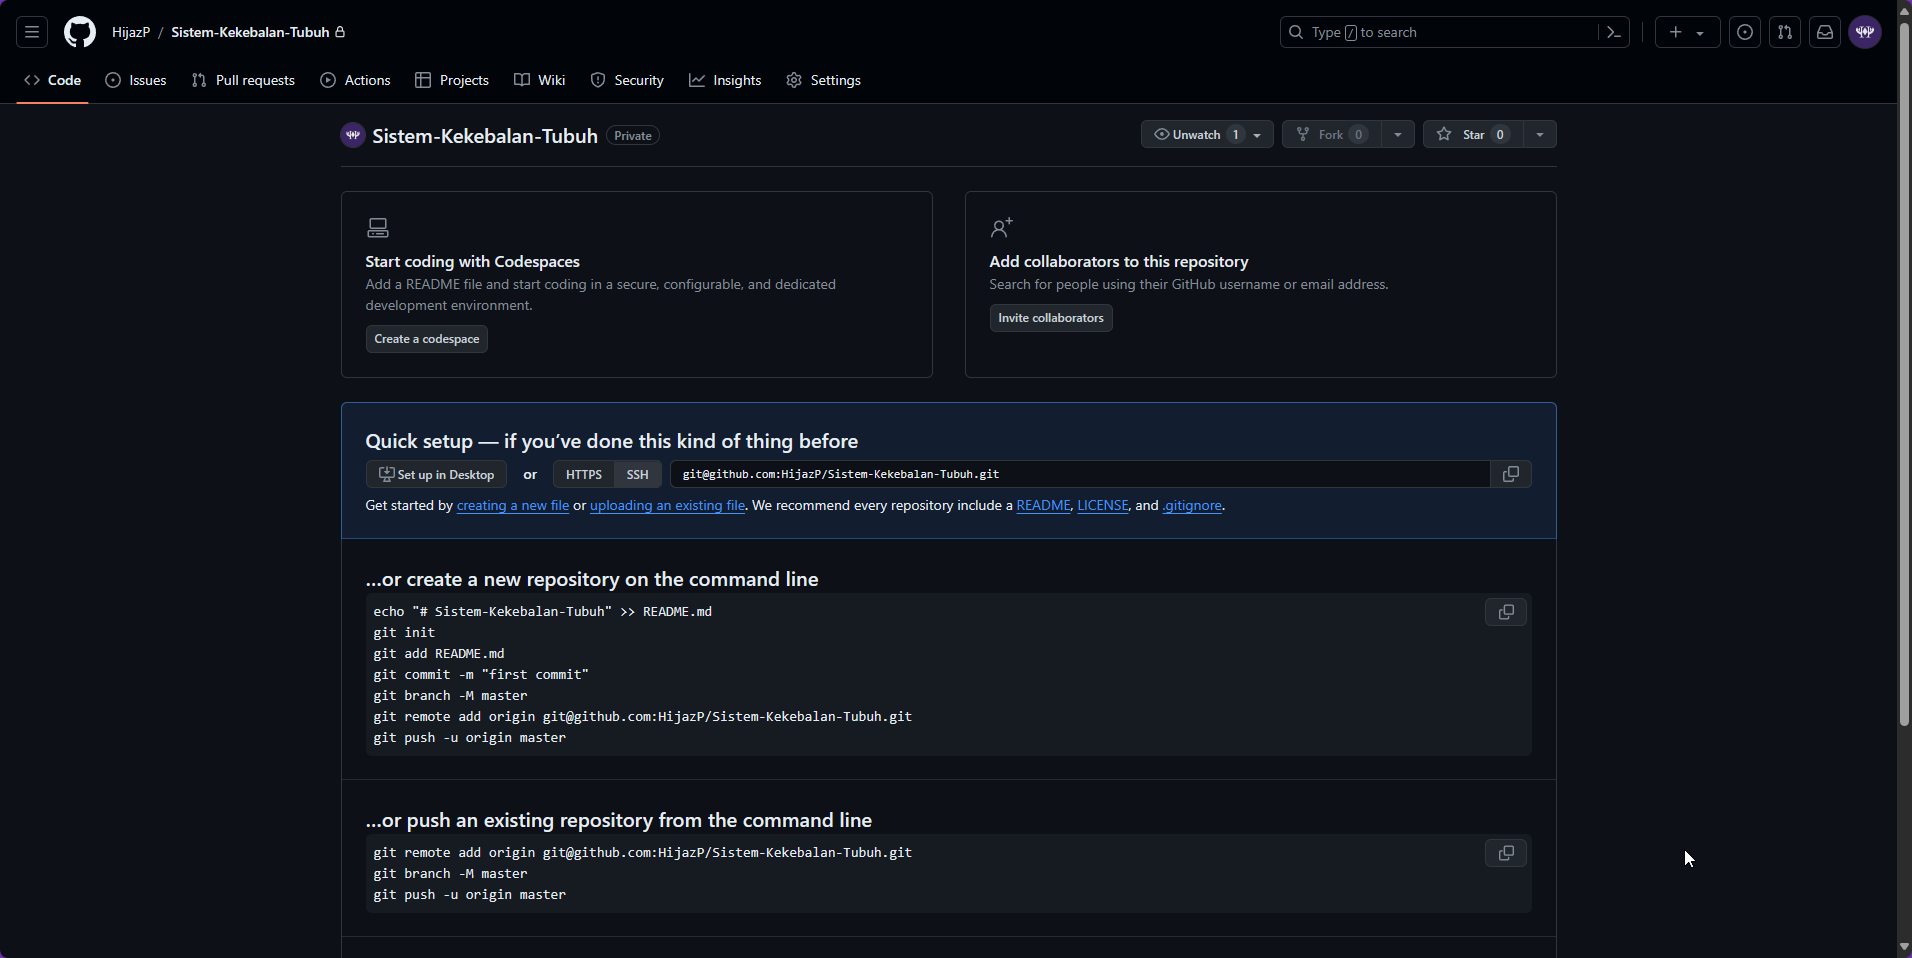 HijazP / Sistem-Kekebalan-Tubuh
Type / to search
Code Issues Pull requests Actions Projects Wiki Security Insights Settings
Sistem-Kekebalan-Tubuh Private
Unwatch 1 Fork 0 Star 0
Start coding with Codespaces
Add a README file and start coding in a secure, configurable, and dedicated
development environment.
Create a codespace
Add collaborators to this repository
Search for people using their GitHub username or email address.
Invite collaborators
Quick setup — if you’ve done this kind of thing before
Set up in Desktop or HTTPS SSH git@github.com:HijazP/Sistem-Kekebalan-Tubuh.git
Get started by creating a new file or uploading an existing file. We recommend every repository include a README, LICENSE, and .gitignore.
…or create a new repository on the command line
echo "# Sistem-Kekebalan-Tubuh" >> README.md
git init
git add README.md
git commit -m "first commit"
git branch -M master
git remote add origin git@github.com:HijazP/Sistem-Kekebalan-Tubuh.git
git push -u origin master
…or push an existing repository from the command line
git remote add origin git@github.com:HijazP/Sistem-Kekebalan-Tubuh.git
git branch -M master
git push -u origin master